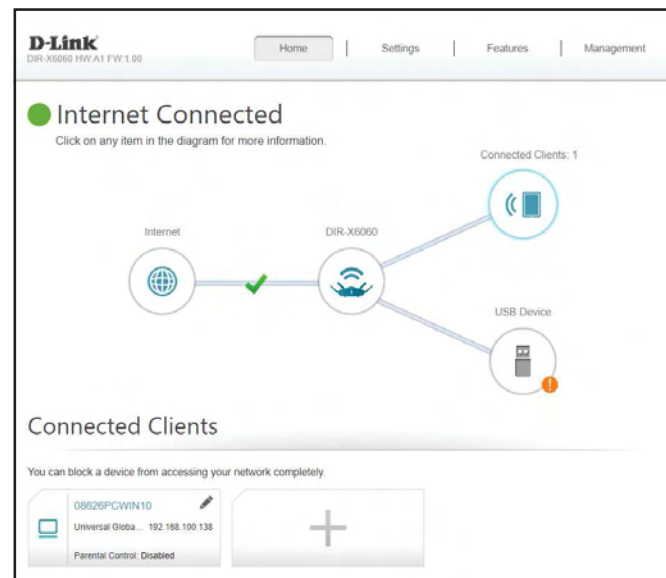 D-Link
DIR-X6060 HW:A1 FW:1.00
Home
Settings
Features
Management
Internet Connected
Click on any item in the diagram for more information.
Connected Clients: 1
Internet
DIR-X6060
USB Device
Connected Clients
You can block a device from accessing your network completely.
08626PCWIN10
Universal Globa... 192.168.100.138
Parental Control: Disabled